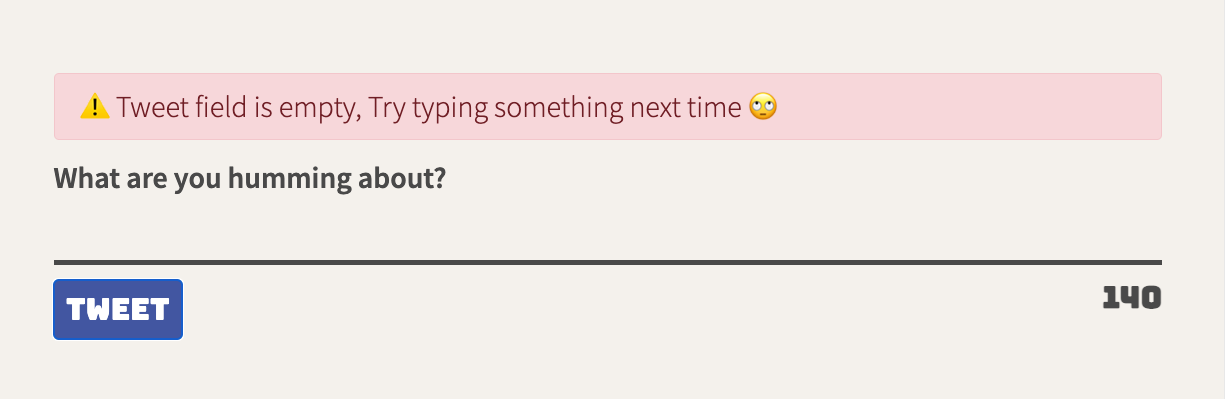 ⚠️ Tweet field is empty, Try typing something next time 🙄
What are you humming about?
TWEET
140